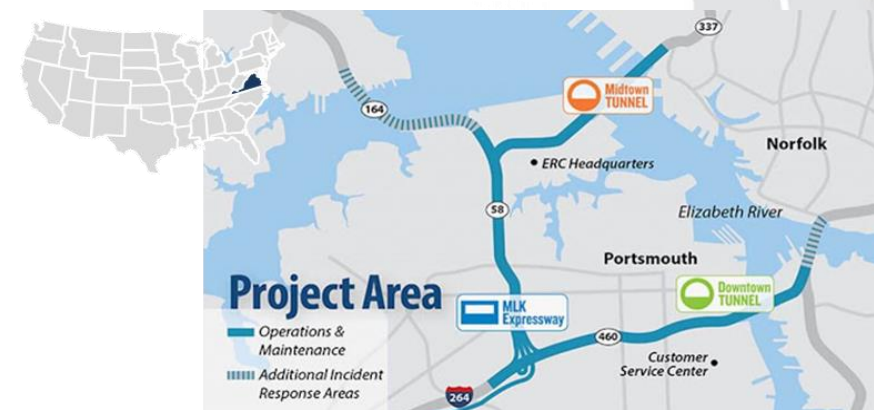 337
Midtown
TUNNEL
164
Norfolk
ERC Headquarters
58
Elizabeth River
Portsmouth
Project Area
Downtown
TUNNEL
MLK
Expressway
Operations &
Maintenance
460
Customer
Service Center
Additional Incident
Response Areas
264